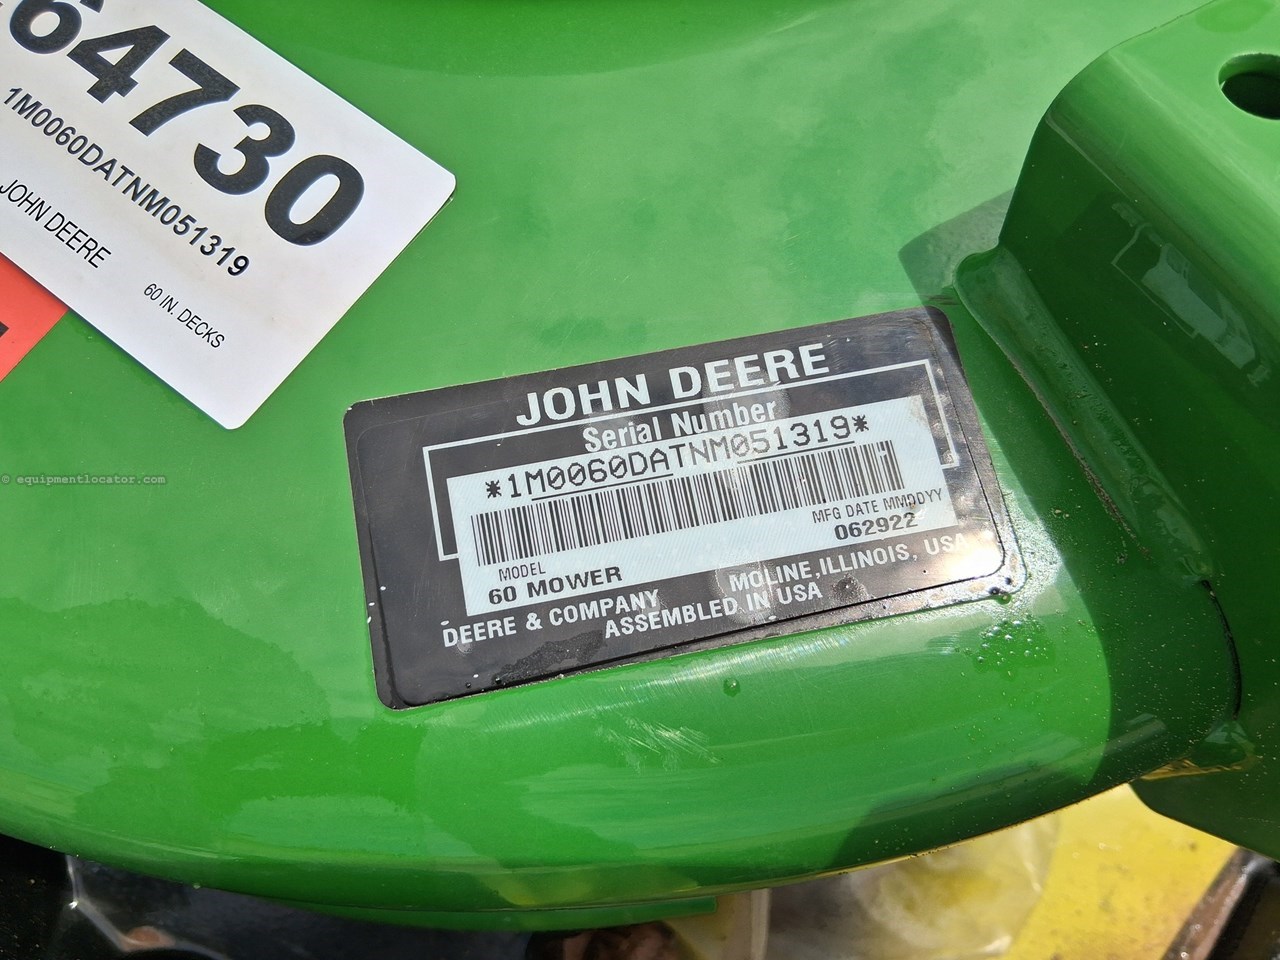 64730
1M0060DATNM051319
JOHN DEERE
60 IN. DECKS
JOHN DEERE
Serial Number
*1M0060DATNM051319*
MFG DATE MMDDYY
062922
MODEL
60 MOWER
DEERE & COMPANY MOLINE, ILLINOIS, USA
ASSEMBLED IN USA
© equipmentlocator.com